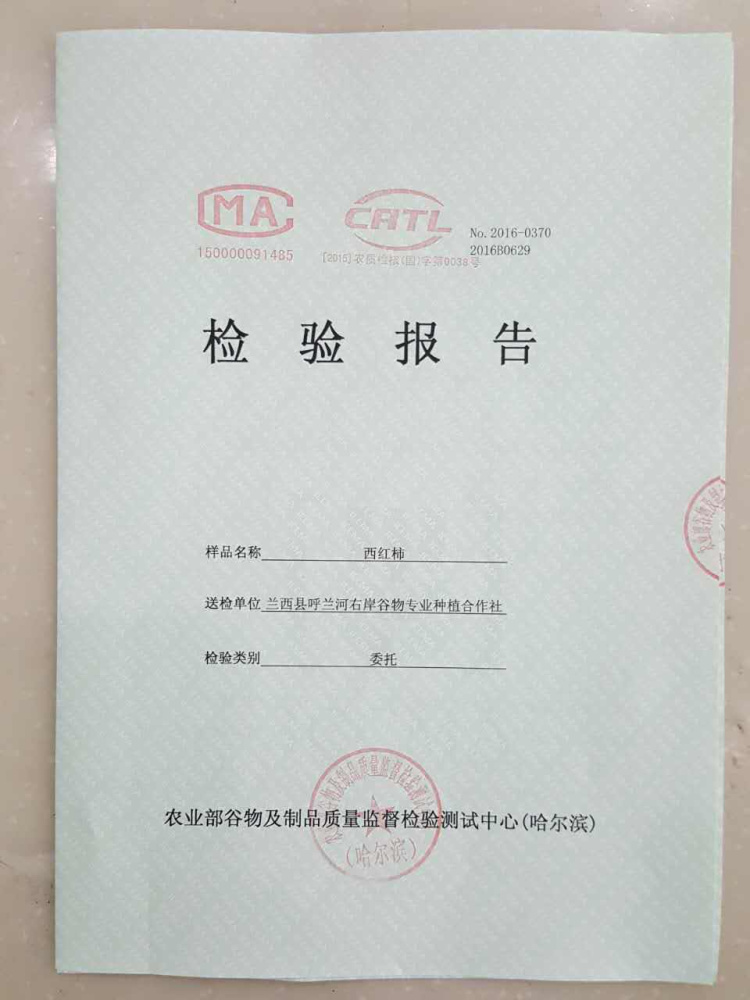 MA
CATL
No. 2016-0370
150000091485
[2015]农质检核(国)字第0038号
2016B0629
检验报告
样品名称 西红柿
送检单位 兰西县呼兰河右岸谷物专业种植合作社
检验类别 委托
农业部谷物及制品质量监督检验测试中心(哈尔滨)
(哈尔滨)